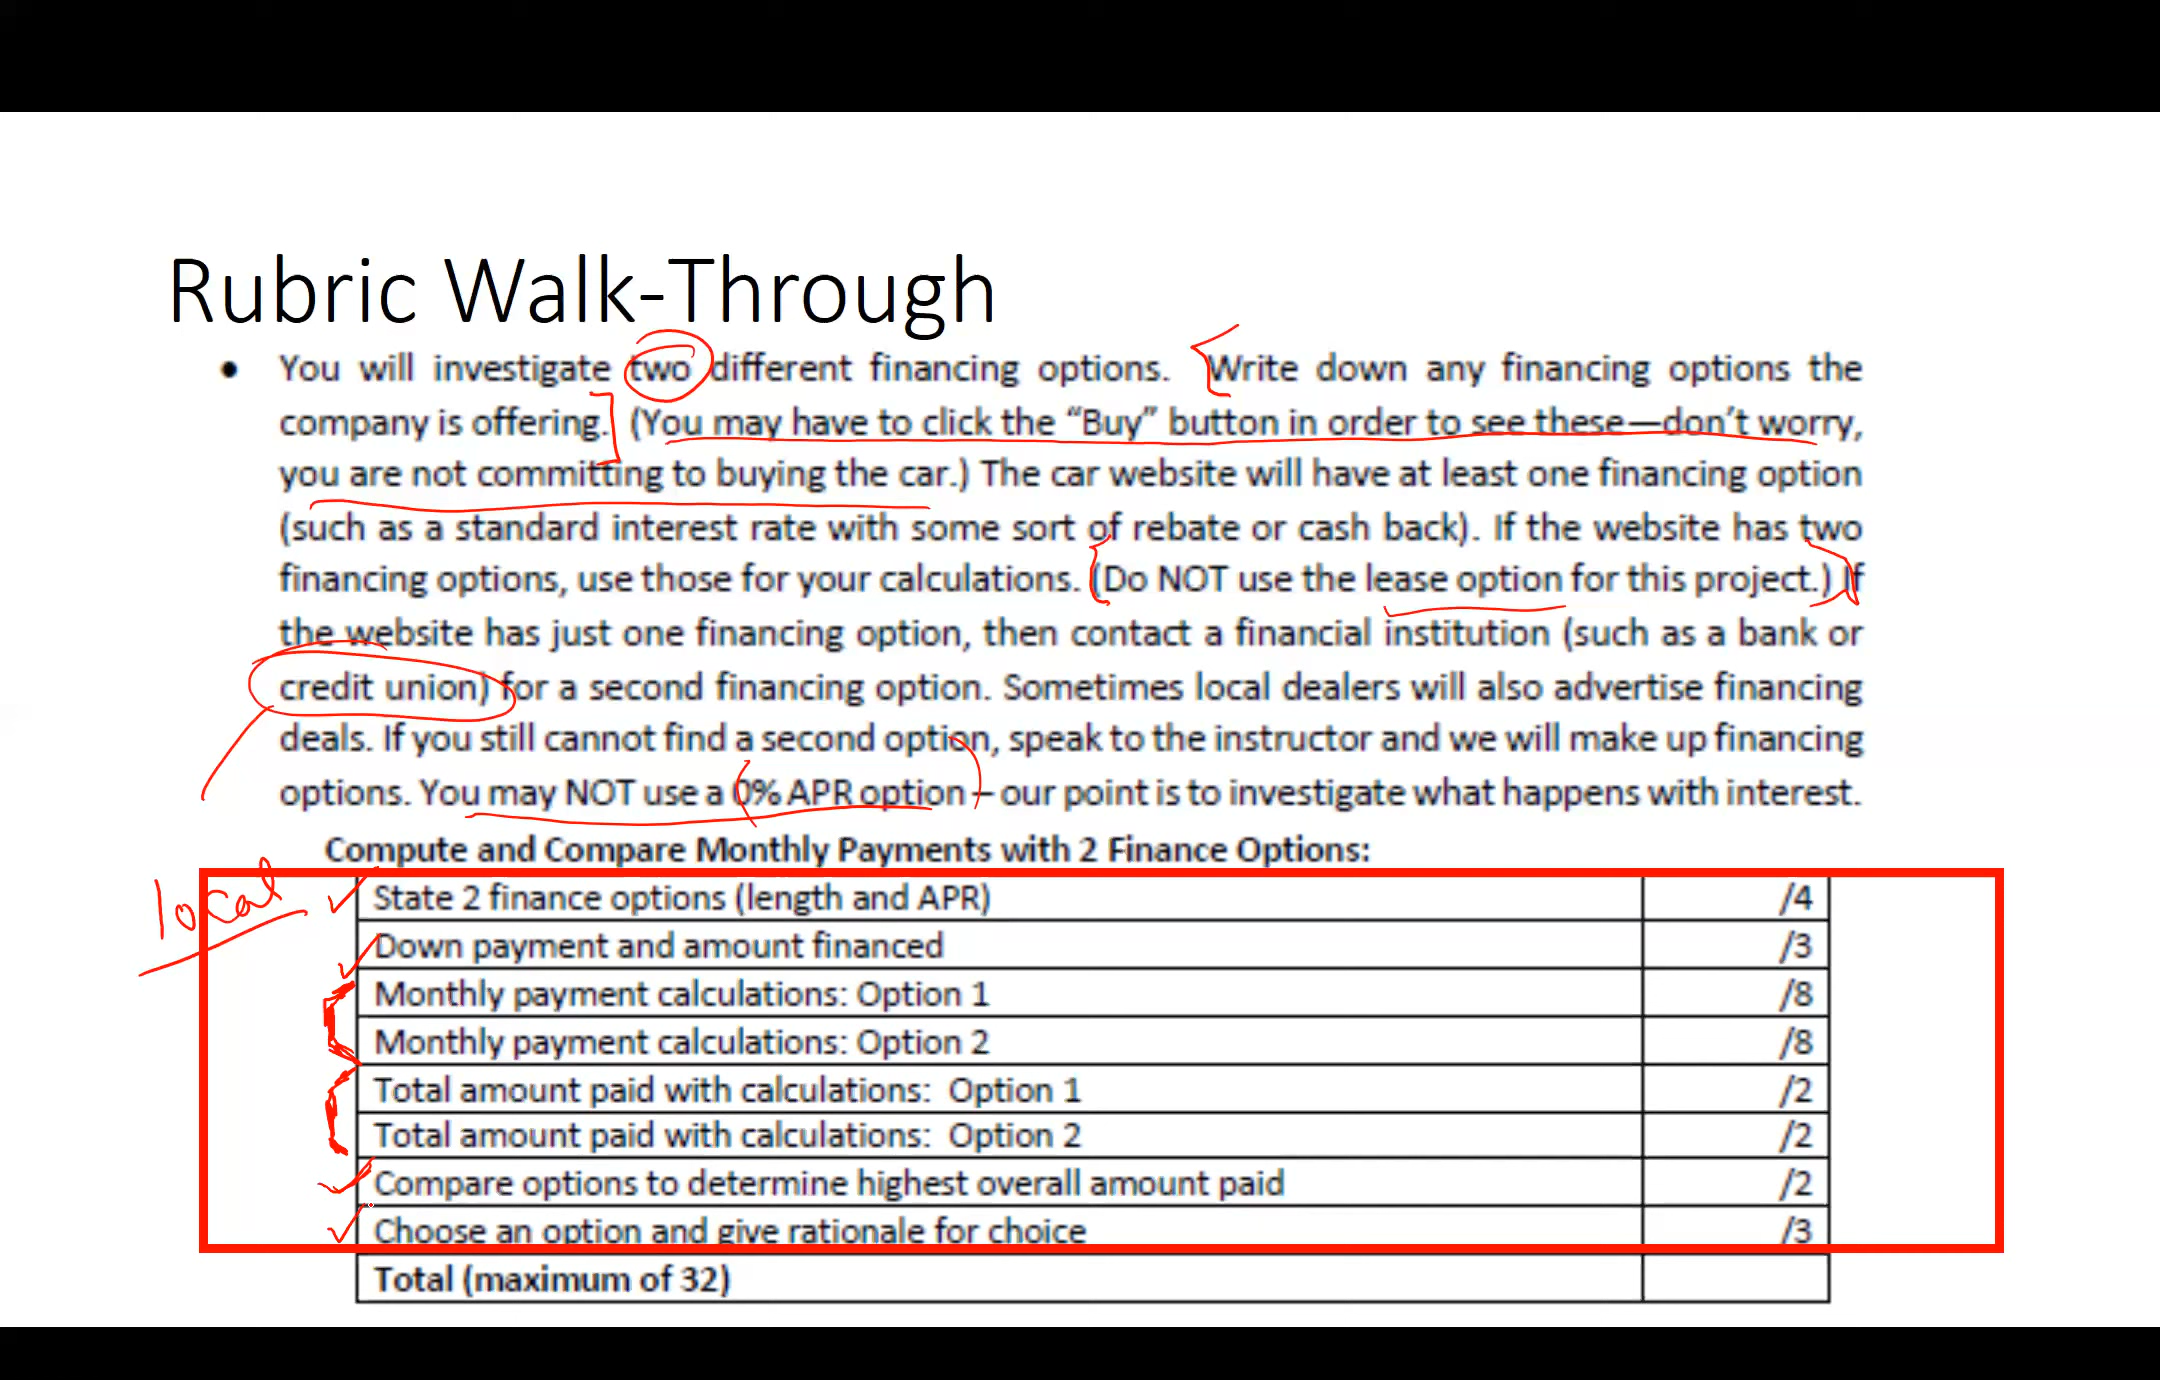 Rubric Walk-Through
• You will investigate two different financing options. Write down any financing options the
company is offering. (You may have to click the “Buy” button in order to see these—don’t worry,
you are not committing to buying the car.) The car website will have at least one financing option
(such as a standard interest rate with some sort of rebate or cash back). If the website has two
financing options, use those for your calculations. (Do NOT use the lease option for this project.) If
the website has just one financing option, then contact a financial institution (such as a bank or
credit union) for a second financing option. Sometimes local dealers will also advertise financing
deals. If you still cannot find a second option, speak to the instructor and we will make up financing
options. You may NOT use a 0% APR option – our point is to investigate what happens with interest.
Compute and Compare Monthly Payments with 2 Finance Options:
local
State 2 finance options (length and APR) /4
Down payment and amount financed /3
Monthly payment calculations: Option 1 /8
Monthly payment calculations: Option 2 /8
Total amount paid with calculations: Option 1 /2
Total amount paid with calculations: Option 2 /2
Compare options to determine highest overall amount paid /2
Choose an option and give rationale for choice /3
Total (maximum of 32)